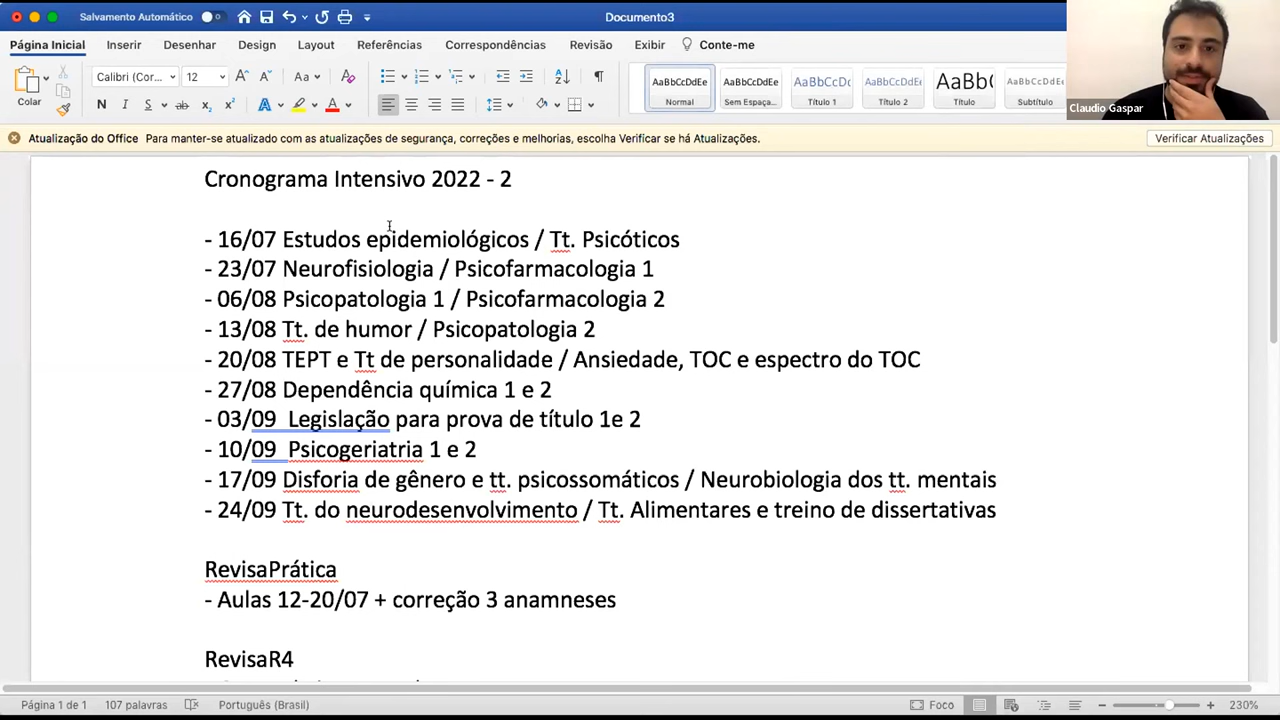 Salvamento Automático
Documento3
Página Inicial Inserir Desenhar Design Layout Referências Correspondências Revisão Exibir Conte-me
Colar
Calibri (Cor... 12
AaBbCcDdEe AaBbCcDdEe AaBbCcDc AaBbCcDdEe AaBbC AaBbCcDdEe
N I S ab x₂ x² A A
Normal Sem Espaça... Título 1 Título 2 Título Subtítulo
Claudio Gaspar
Atualização do Office Para manter-se atualizado com as atualizações de segurança, correções e melhorias, escolha Verificar se há Atualizações. Verificar Atualizações
Cronograma Intensivo 2022 - 2
- 16/07 Estudos epidemiológicos / Tt. Psicóticos
- 23/07 Neurofisiologia / Psicofarmacologia 1
- 06/08 Psicopatologia 1 / Psicofarmacologia 2
- 13/08 Tt. de humor / Psicopatologia 2
- 20/08 TEPT e Tt de personalidade / Ansiedade, TOC e espectro do TOC
- 27/08 Dependência química 1 e 2
- 03/09 Legislação para prova de título 1e 2
- 10/09 Psicogeriatria 1 e 2
- 17/09 Disforia de gênero e tt. psicossomáticos / Neurobiologia dos tt. mentais
- 24/09 Tt. do neurodesenvolvimento / Tt. Alimentares e treino de dissertativas
RevisaPrática
- Aulas 12-20/07 + correção 3 anamneses
RevisaR4
Página 1 de 1 107 palavras Português (Brasil) Foco 230%